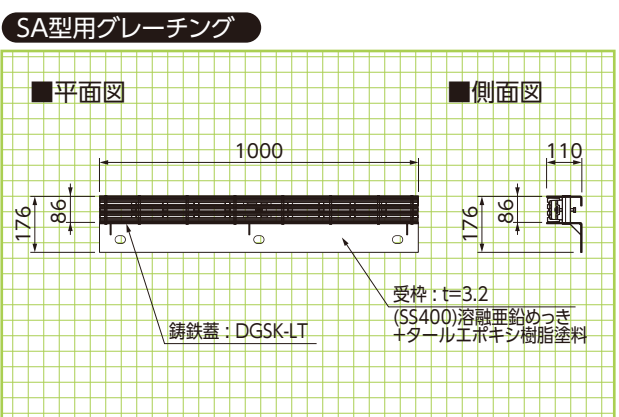 SA型用グレーチング
■平面図
■側面図
1000
110
176
86
176
86
受枠：t=3.2
(SS400)溶融亜鉛めっき
+タールエポキシ樹脂塗料
鋳鉄蓋：DGSK-LT